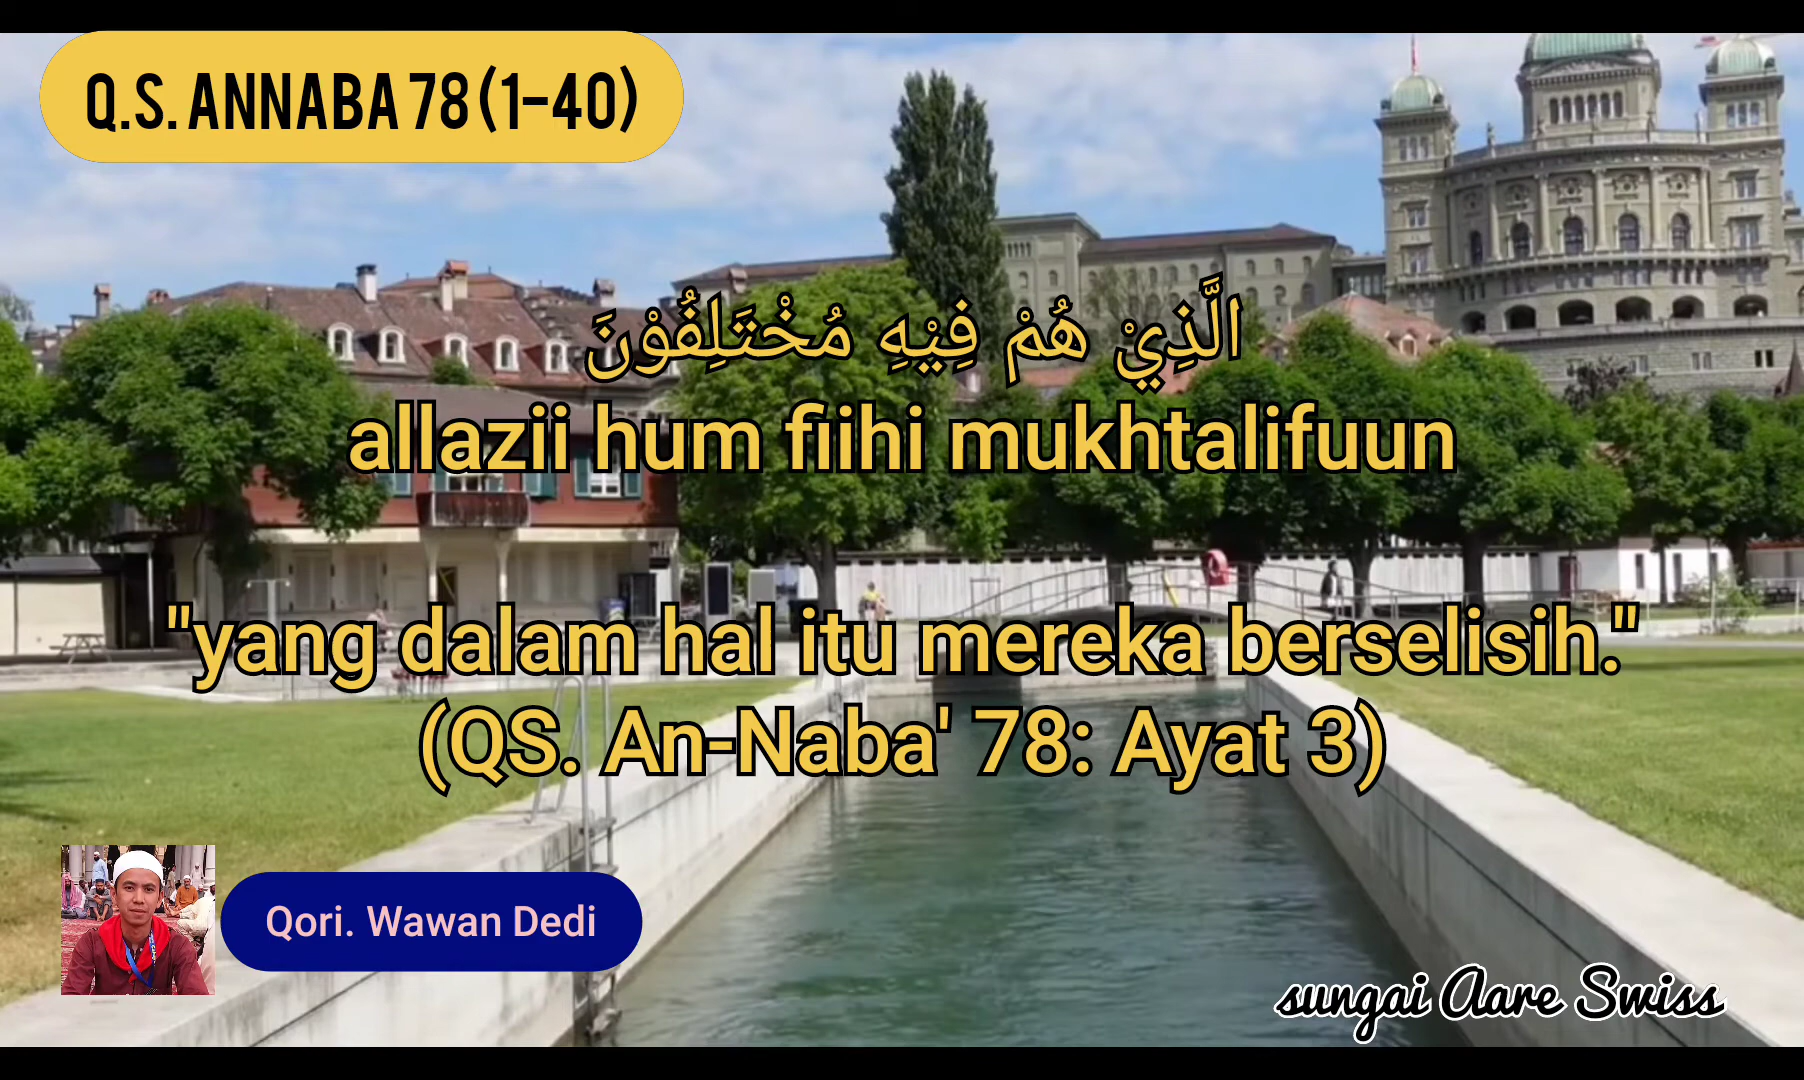 Q.S. ANNABA 78 (1-40)
الَّذِيْ هُمْ فِيْهِ مُخْتَلِفُوْنَ
allazii hum fiihi mukhtalifuun
"yang dalam hal itu mereka berselisih."
(QS. An-Naba' 78: Ayat 3)
Qori. Wawan Dedi
sungai Aare Swiss